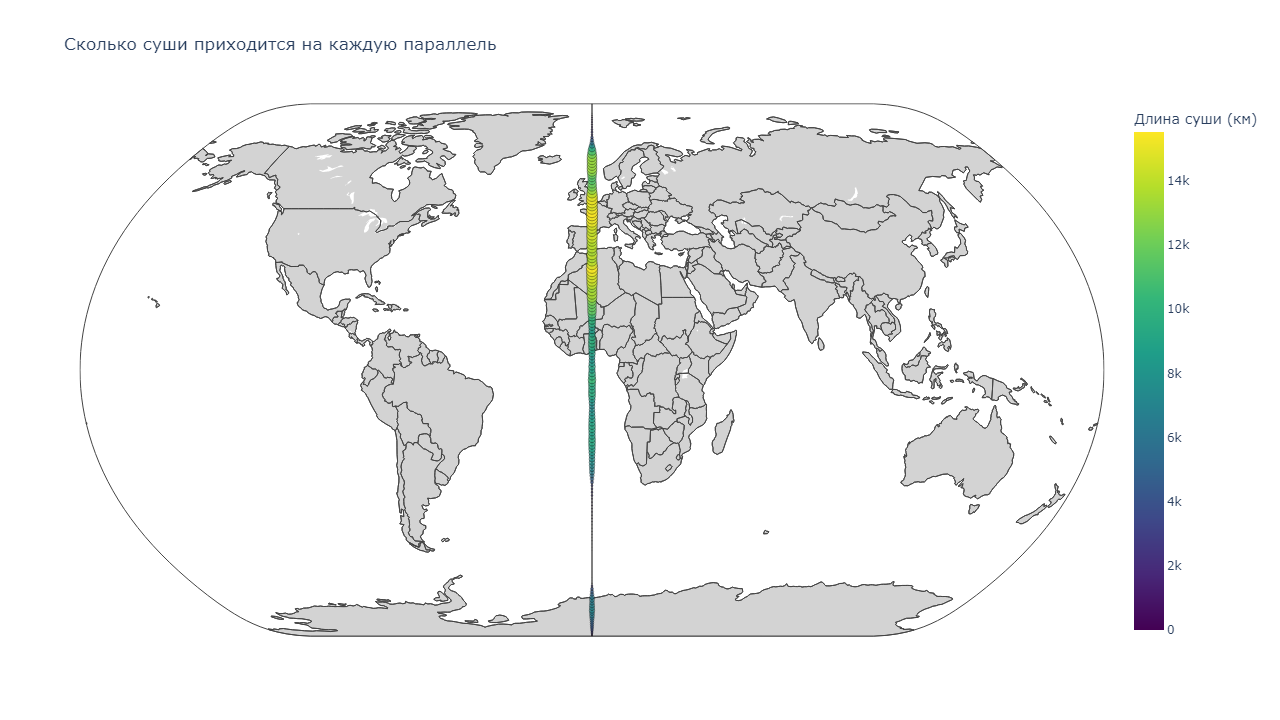 Сколько суши приходится на каждую параллель
Длина суши (км)
14k
12k
10k
8k
6k
4k
2k
0